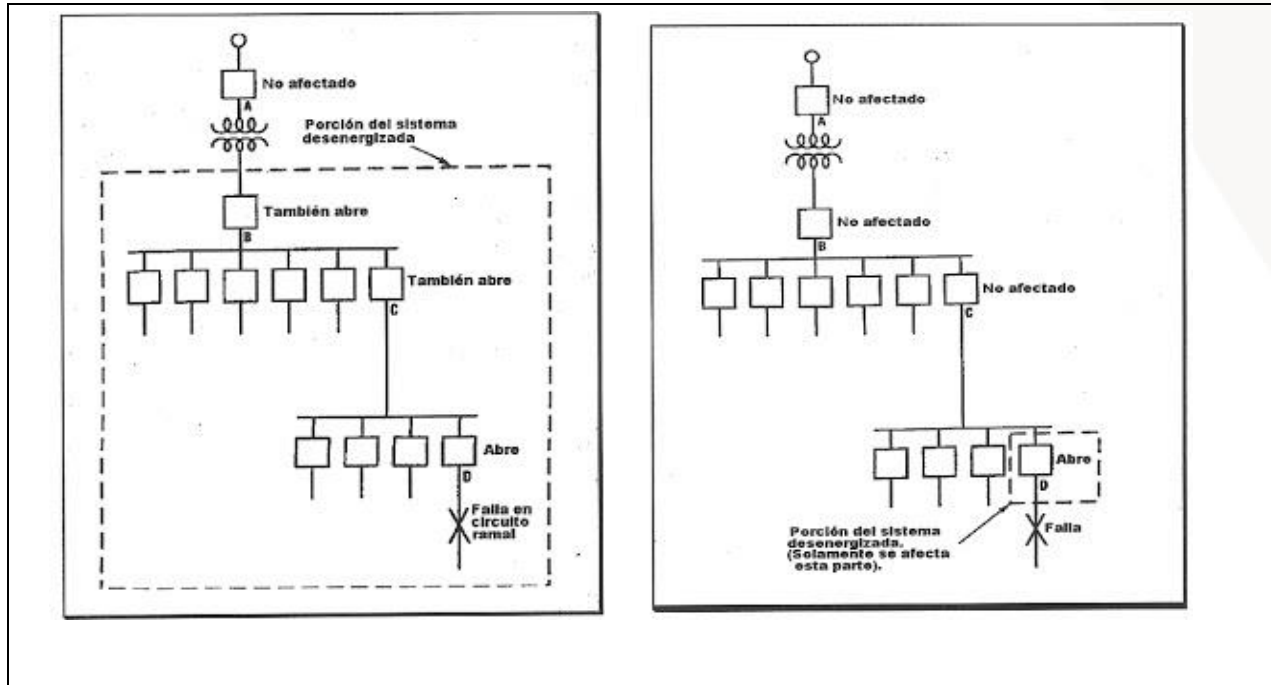 No afectado
A
Porción del sistema
desenergizada
También abre
B
También abre
C
Abre
D
Falla en
circuito
ramal
No afectado
A
No afectado
B
No afectado
C
Abre
D
Falla
Porción del sistema
desenergizada.
(Solamente se afecta
esta parte).